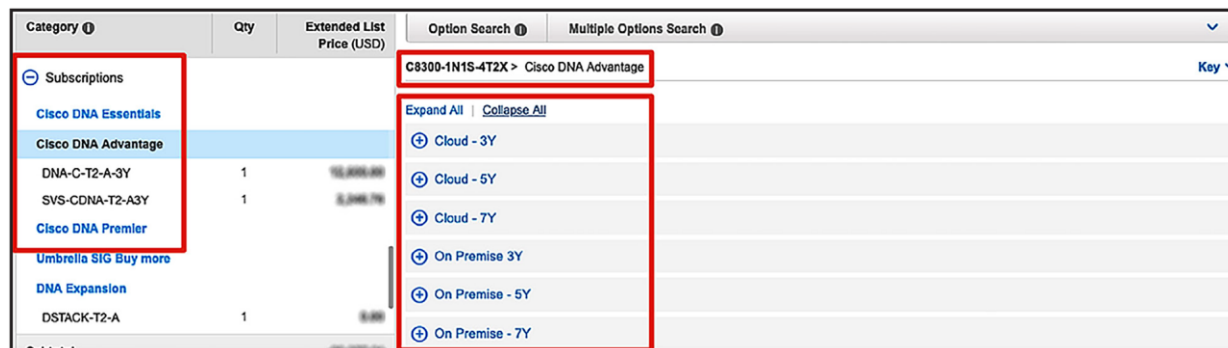 Category Qty Extended List Price (USD)
Subscriptions
Cisco DNA Essentials
Cisco DNA Advantage
DNA-C-T2-A-3Y 1
SVS-CDNA-T2-A3Y 1
Cisco DNA Premier
Umbrella SIG Buy more
DNA Expansion
DSTACK-T2-A 1
Option Search Multiple Options Search
C8300-1N1S-4T2X > Cisco DNA Advantage Key
Expand All | Collapse All
Cloud - 3Y
Cloud - 5Y
Cloud - 7Y
On Premise 3Y
On Premise - 5Y
On Premise - 7Y